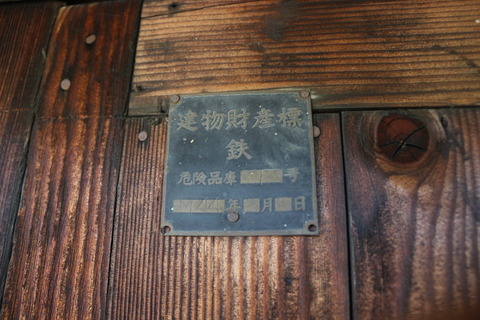 建物財産標
鉄
危険品庫 号
年 月 日